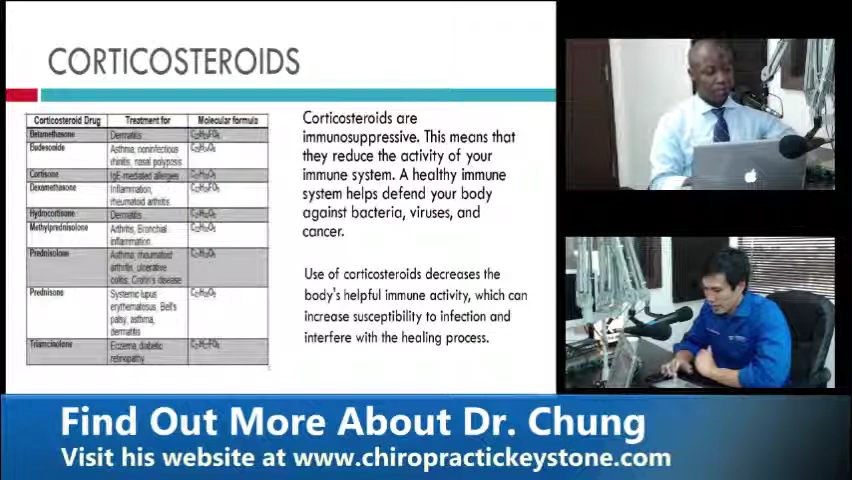 CORTICOSTEROIDS
Corticosteroid Drug Treatment for Molecular formula
Betamethasone Dermatitis
Budesonide Asthma, noninfectious
rhinitis, nasal polyposis
Cortisone IgE-mediated allergies
Dexamethasone Inflammation,
rheumatoid arthritis
Hydrocortisone Dermatitis
Methylprednisolone Arthritis, Bronchial
inflammation
Prednisolone Asthma, rheumatoid
arthritis, ulcerative
colitis, Crohn's disease
Prednisone Systemic lupus
erythematosus, Bell's
palsy, asthma,
dermatitis
Triamcinolone Eczema, diabetic
retinopathy
Corticosteroids are
immunosuppressive. This means that
they reduce the activity of your
immune system. A healthy immune
system helps defend your body
against bacteria, viruses, and
cancer.
Use of corticosteroids decreases the
body's helpful immune activity, which can
increase susceptibility to infection and
interfere with the healing process.
Find Out More About Dr. Chung
Visit his website at www.chiropractickeystone.com